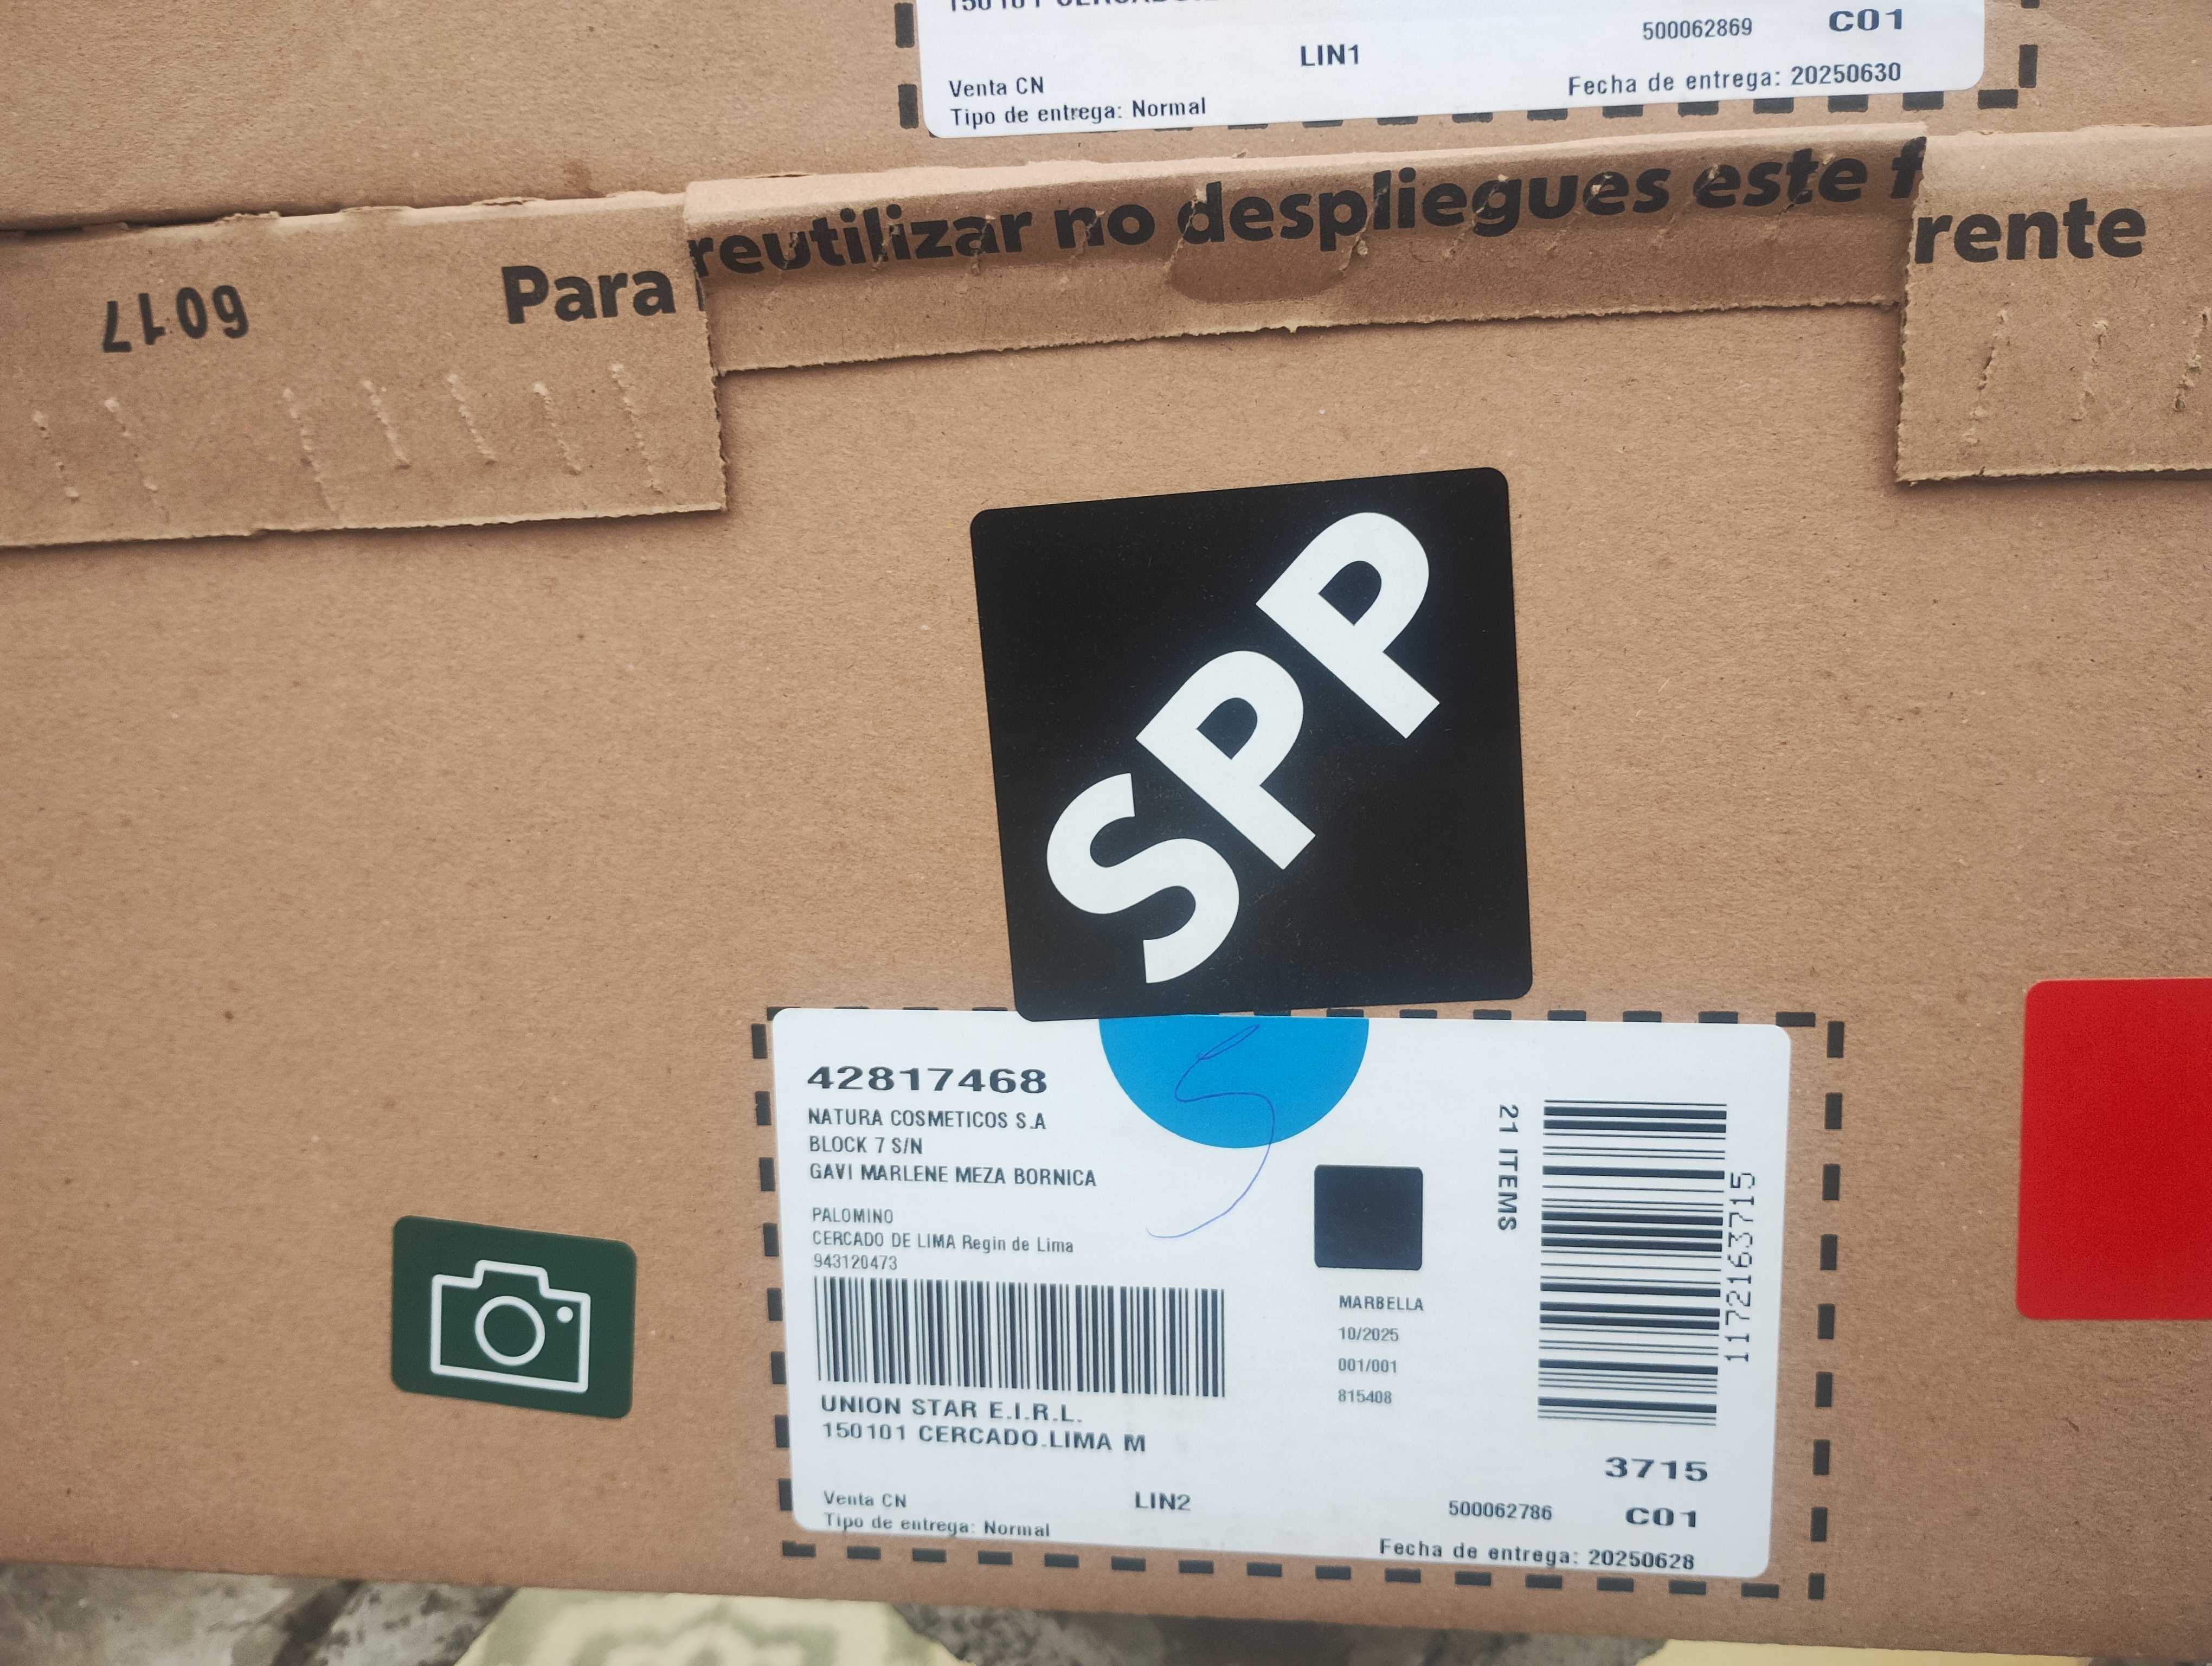 500062869
C01
LIN1
Venta CN
Fecha de entrega: 20250630
Tipo de entrega: Normal
Para reutilizar no despliegues este frente
6017
SPP
42817468
NATURA COSMETICOS S.A
BLOCK 7 S/N
GAVI MARLENE MEZA BORNICA
PALOMINO
CERCADO DE LIMA Regin de Lima
943120473
21 ITEMS
1172163715
MARBELLA
10/2025
001/001
815408
UNION STAR E.I.R.L.
150101 CERCADO.LIMA M
3715
Venta CN
LIN2
500062786
C01
Tipo de entrega: Normal
Fecha de entrega: 20250628